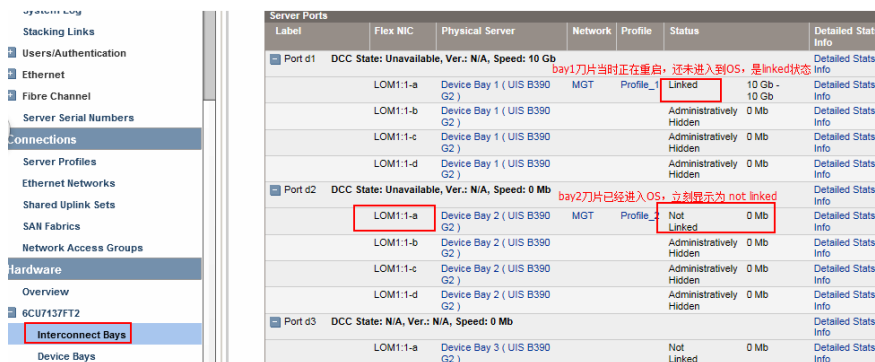 System Log
Stacking Links
Users/Authentication
Ethernet
Fibre Channel
Server Serial Numbers
Connections
Server Profiles
Ethernet Networks
Shared Uplink Sets
SAN Fabrics
Network Access Groups
Hardware
Overview
6CU7137FT2
Interconnect Bays
Device Bays
Server Ports
Label Flex NIC Physical Server Network Profile Status Detailed Stats
Info
Port d1 DCC State: Unavailable, Ver.: N/A, Speed: 10 Gb Detailed Stats
bay1刀片当时正在重启，还未进入到OS，是linked状态 Info
LOM1:1-a Device Bay 1 ( UIS B390 MGT Profile_1 Linked 10 Gb - Detailed Stats
G2 ) 10 Gb Info
LOM1:1-b Device Bay 1 ( UIS B390 Administratively 0 Mb Detailed Stats
G2 ) Hidden Info
LOM1:1-c Device Bay 1 ( UIS B390 Administratively 0 Mb Detailed Stats
G2 ) Hidden Info
LOM1:1-d Device Bay 1 ( UIS B390 Administratively 0 Mb Detailed Stats
G2 ) Hidden Info
Port d2 DCC State: Unavailable, Ver.: N/A, Speed: 0 Mb Detailed Stats
bay2刀片已经进入OS，立刻显示为 not linked Info
LOM1:1-a Device Bay 2 ( UIS B390 MGT Profile_2 Not 0 Mb Detailed Stats
G2 ) Linked Info
LOM1:1-b Device Bay 2 ( UIS B390 Administratively 0 Mb Detailed Stats
G2 ) Hidden Info
LOM1:1-c Device Bay 2 ( UIS B390 Administratively 0 Mb Detailed Stats
G2 ) Hidden Info
LOM1:1-d Device Bay 2 ( UIS B390 Administratively 0 Mb Detailed Stats
G2 ) Hidden Info
Port d3 DCC State: N/A, Ver.: N/A, Speed: 0 Mb Detailed Stats
Info
LOM1:1-a Device Bay 3 ( UIS B390 Not 0 Mb Detailed Stats
G2 ) Linked Info